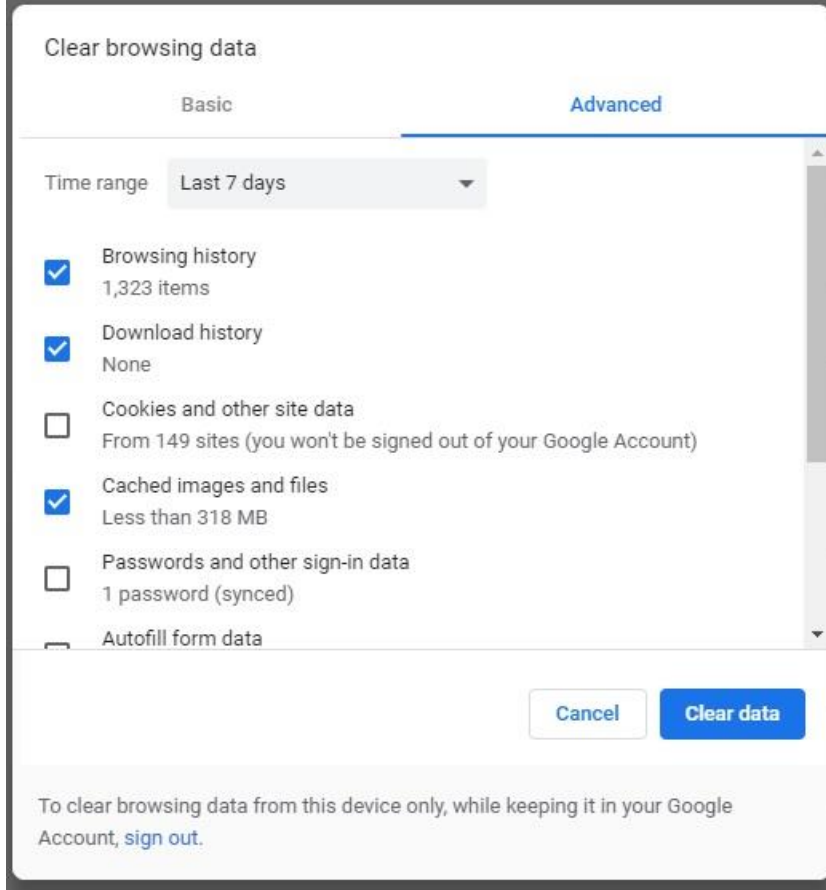 Clear browsing data
Basic
Advanced
Time range
Last 7 days
Browsing history
1,323 items
Download history
None
Cookies and other site data
From 149 sites (you won't be signed out of your Google Account)
Cached images and files
Less than 318 MB
Passwords and other sign-in data
1 password (synced)
Autofill form data
Cancel
Clear data
To clear browsing data from this device only, while keeping it in your Google
Account, sign out.